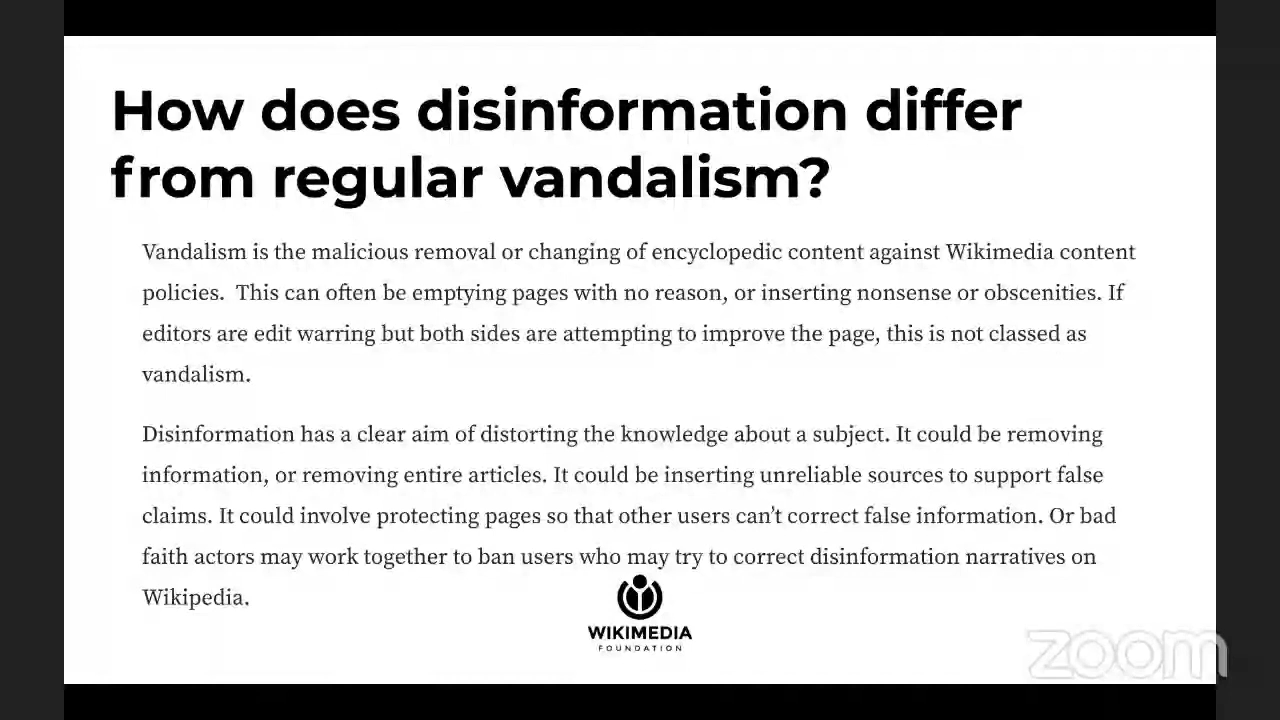 How does disinformation differ
from regular vandalism?
Vandalism is the malicious removal or changing of encyclopedic content against Wikimedia content
policies.  This can often be emptying pages with no reason, or inserting nonsense or obscenities. If
editors are edit warring but both sides are attempting to improve the page, this is not classed as
vandalism.
Disinformation has a clear aim of distorting the knowledge about a subject. It could be removing
information, or removing entire articles. It could be inserting unreliable sources to support false
claims. It could involve protecting pages so that other users can’t correct false information. Or bad
faith actors may work together to ban users who may try to correct disinformation narratives on
Wikipedia.
WIKIMEDIA
FOUNDATION
zoom